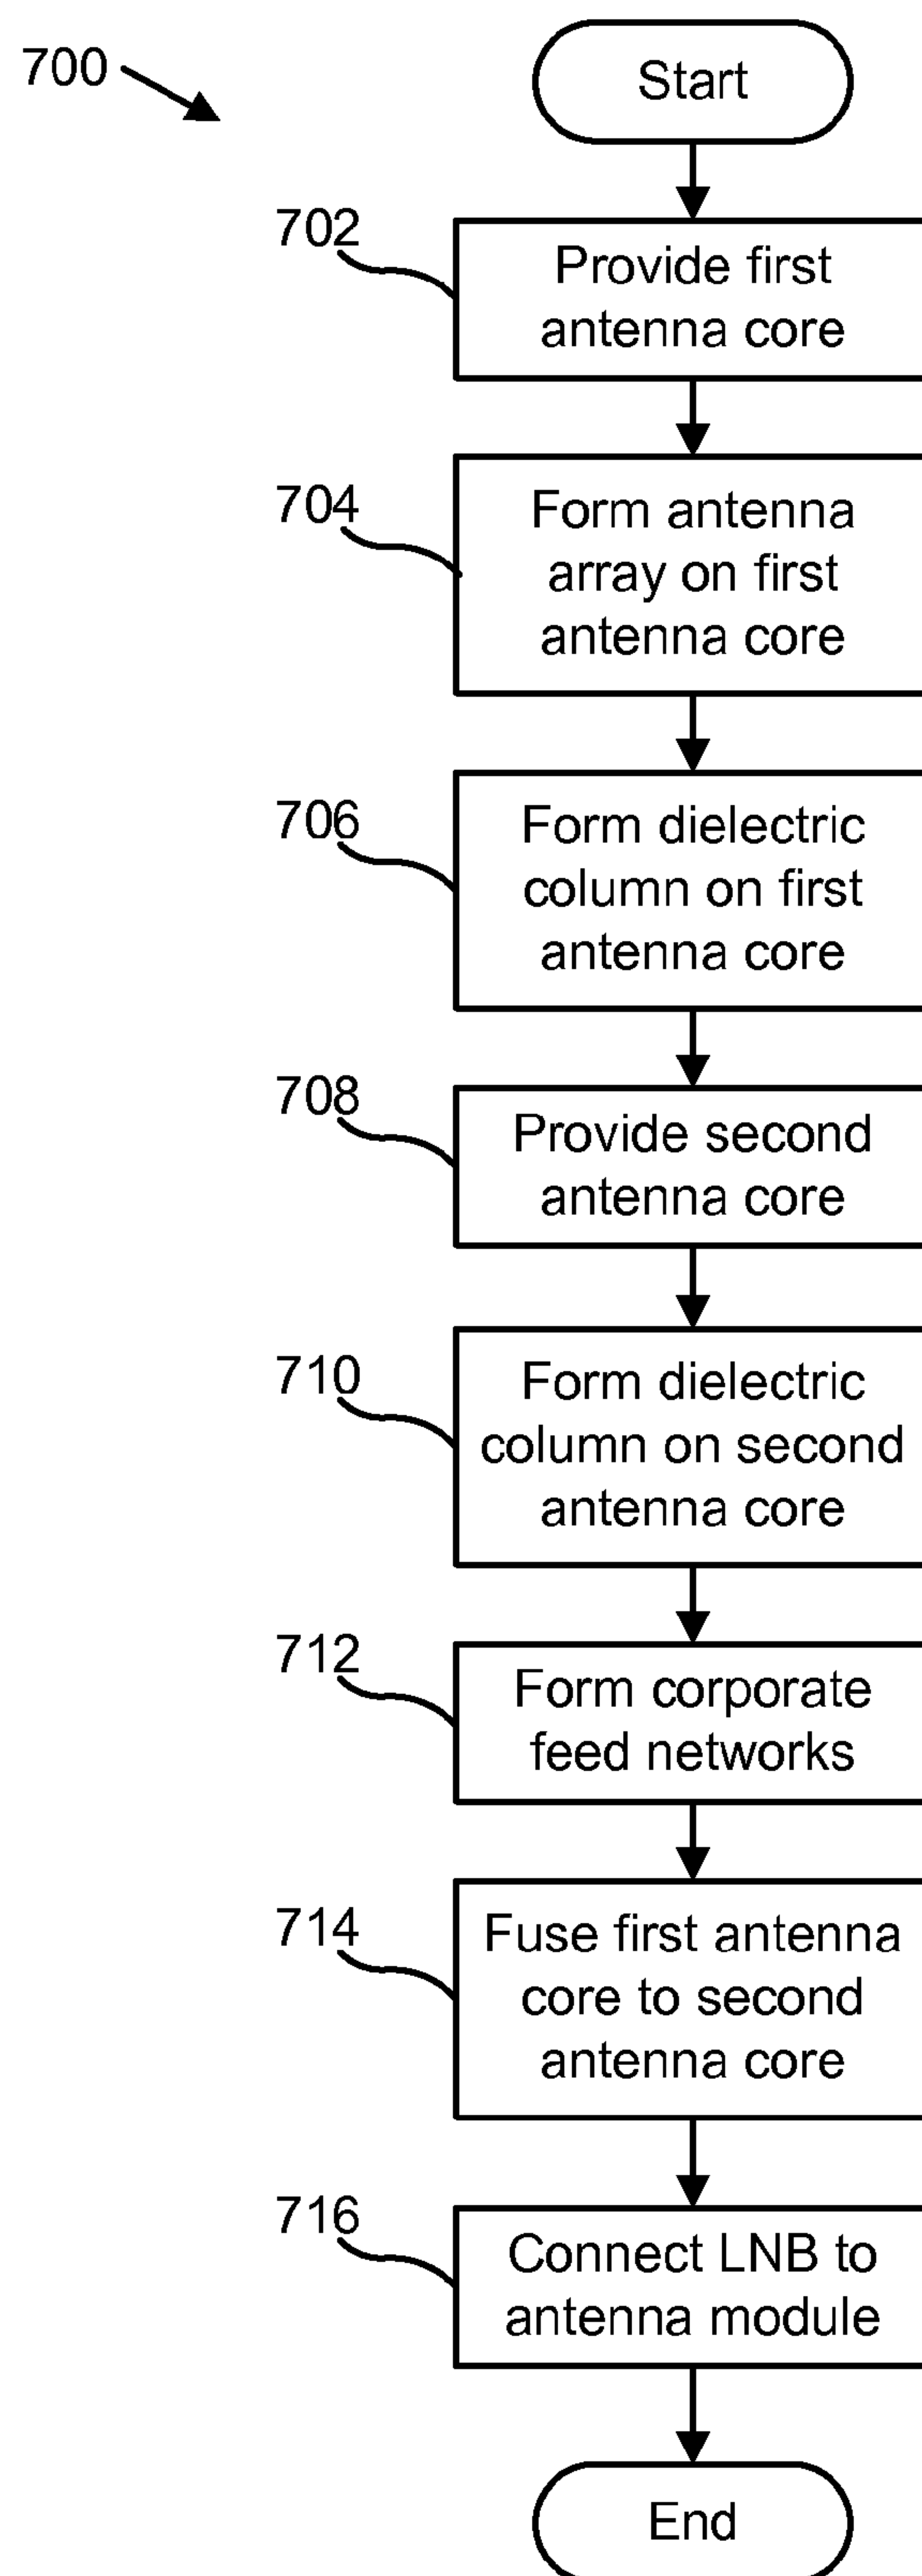 700
Start
702
Provide first
antenna core
704
Form antenna
array on first
antenna core
706
Form dielectric
column on first
antenna core
708
Provide second
antenna core
710
Form dielectric
column on second
antenna core
712
Form corporate
feed networks
714
Fuse first antenna
core to second
antenna core
716
Connect LNB to
antenna module
End